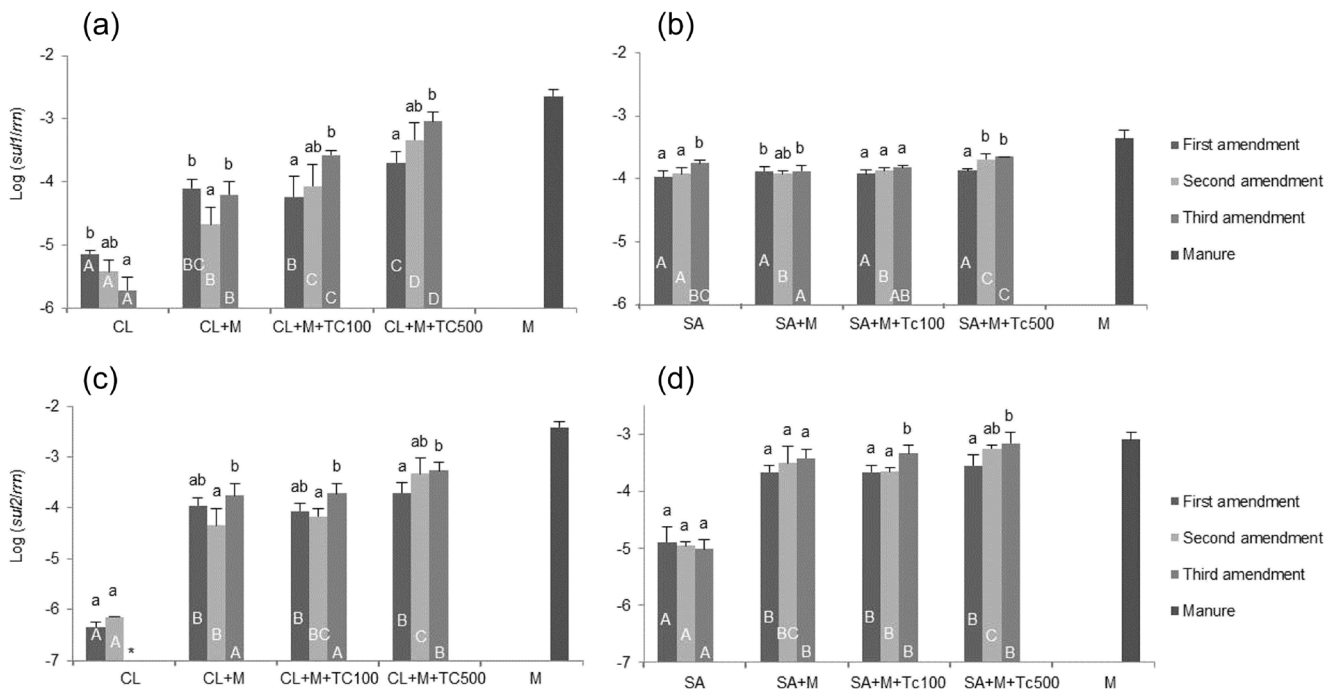 (a)
-2
-3
-4
-5
-6
Log (sul1/rrn)
b ab a
b a b
a ab b
a ab b
A A A
BC B B
B C C
C D D
CL CL+M CL+M+TC100 CL+M+TC500 M
(b)
-2
-3
-4
-5
-6
a a b
b ab a
a a a
a b b
A A BC
A B A
A B AB
A C C
SA SA+M SA+M+Tc100 SA+M+Tc500 M
First amendment
Second amendment
Third amendment
Manure
(c)
-2
-3
-4
-5
-6
-7
Log (sul2/rrn)
a a
ab a b
ab a b
a ab b
A A *
B B A
B BC A
B C B
CL CL+M CL+M+TC100 CL+M+TC500 M
(d)
-3
-4
-5
-6
-7
a a a
a a a
a a b
a ab b
A A A
B BC B
B B B
B C B
SA SA+M SA+M+Tc100 SA+M+Tc500 M
First amendment
Second amendment
Third amendment
Manure